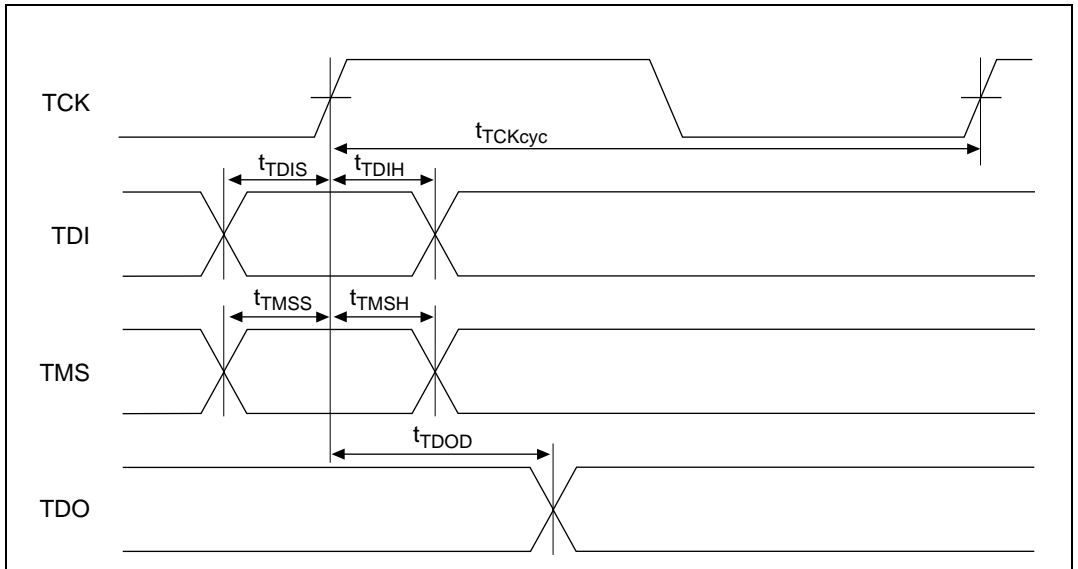 TCK
tTCKcyc
tTDIS tTDIH
TDI
tTMSS tTMSH
TMS
tTDOD
TDO